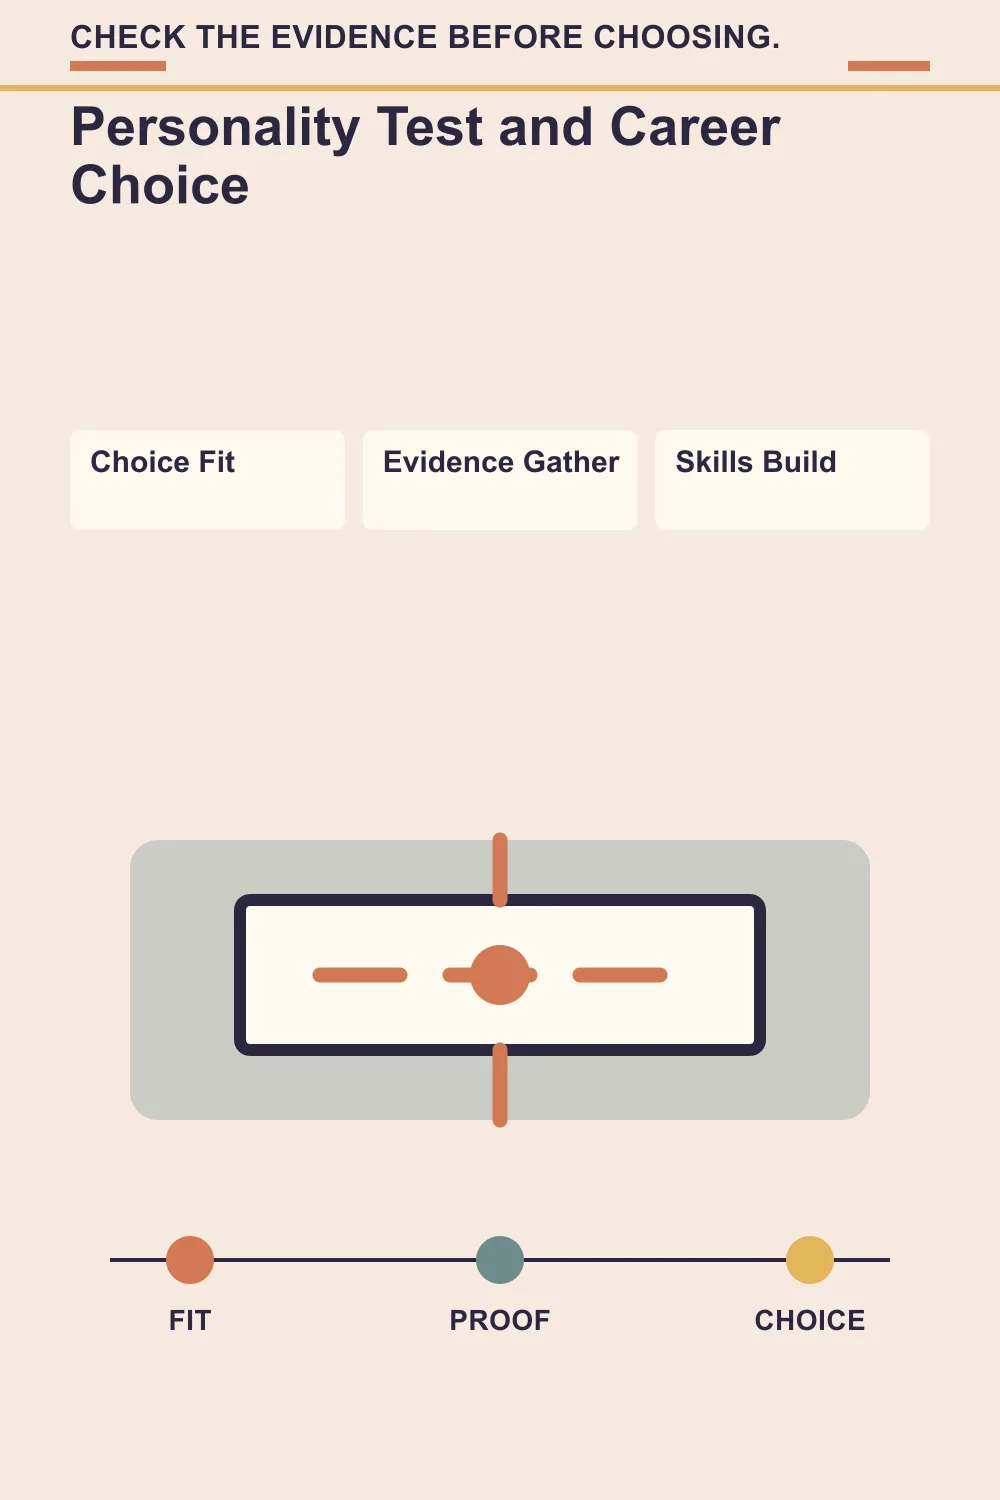 CHECK THE EVIDENCE BEFORE CHOOSING.
Personality Test and Career
Choice
Choice Fit
Evidence Gather
Skills Build
FIT
PROOF
CHOICE